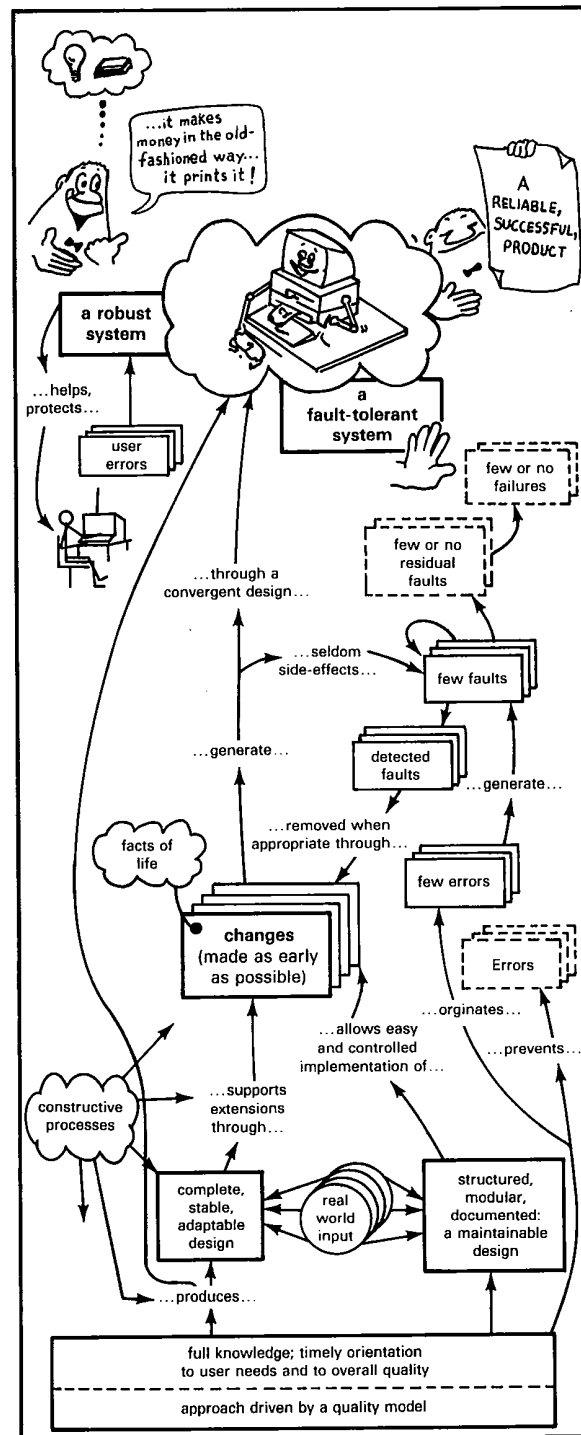 ...it makes
money in the old-
fashioned way...
it prints it!
A
RELIABLE,
SUCCESSFUL,
PRODUCT
a robust
system
a
fault-tolerant
system
...helps,
protects...
user
errors
few or no
failures
few or no
residual
faults
...through a
convergent design...
...seldom
side-effects...
few faults
detected
faults
...generate...
...generate...
...removed when
appropriate through...
facts of
life
few errors
changes
(made as early
as possible)
Errors
...orginates...
...allows easy
and controlled
implementation of...
...prevents...
constructive
processes
...supports
extensions
through...
complete,
stable,
adaptable
design
real
world
input
structured,
modular,
documented:
a maintainable
design
...produces...
full knowledge; timely orientation
to user needs and to overall quality
approach driven by a quality model